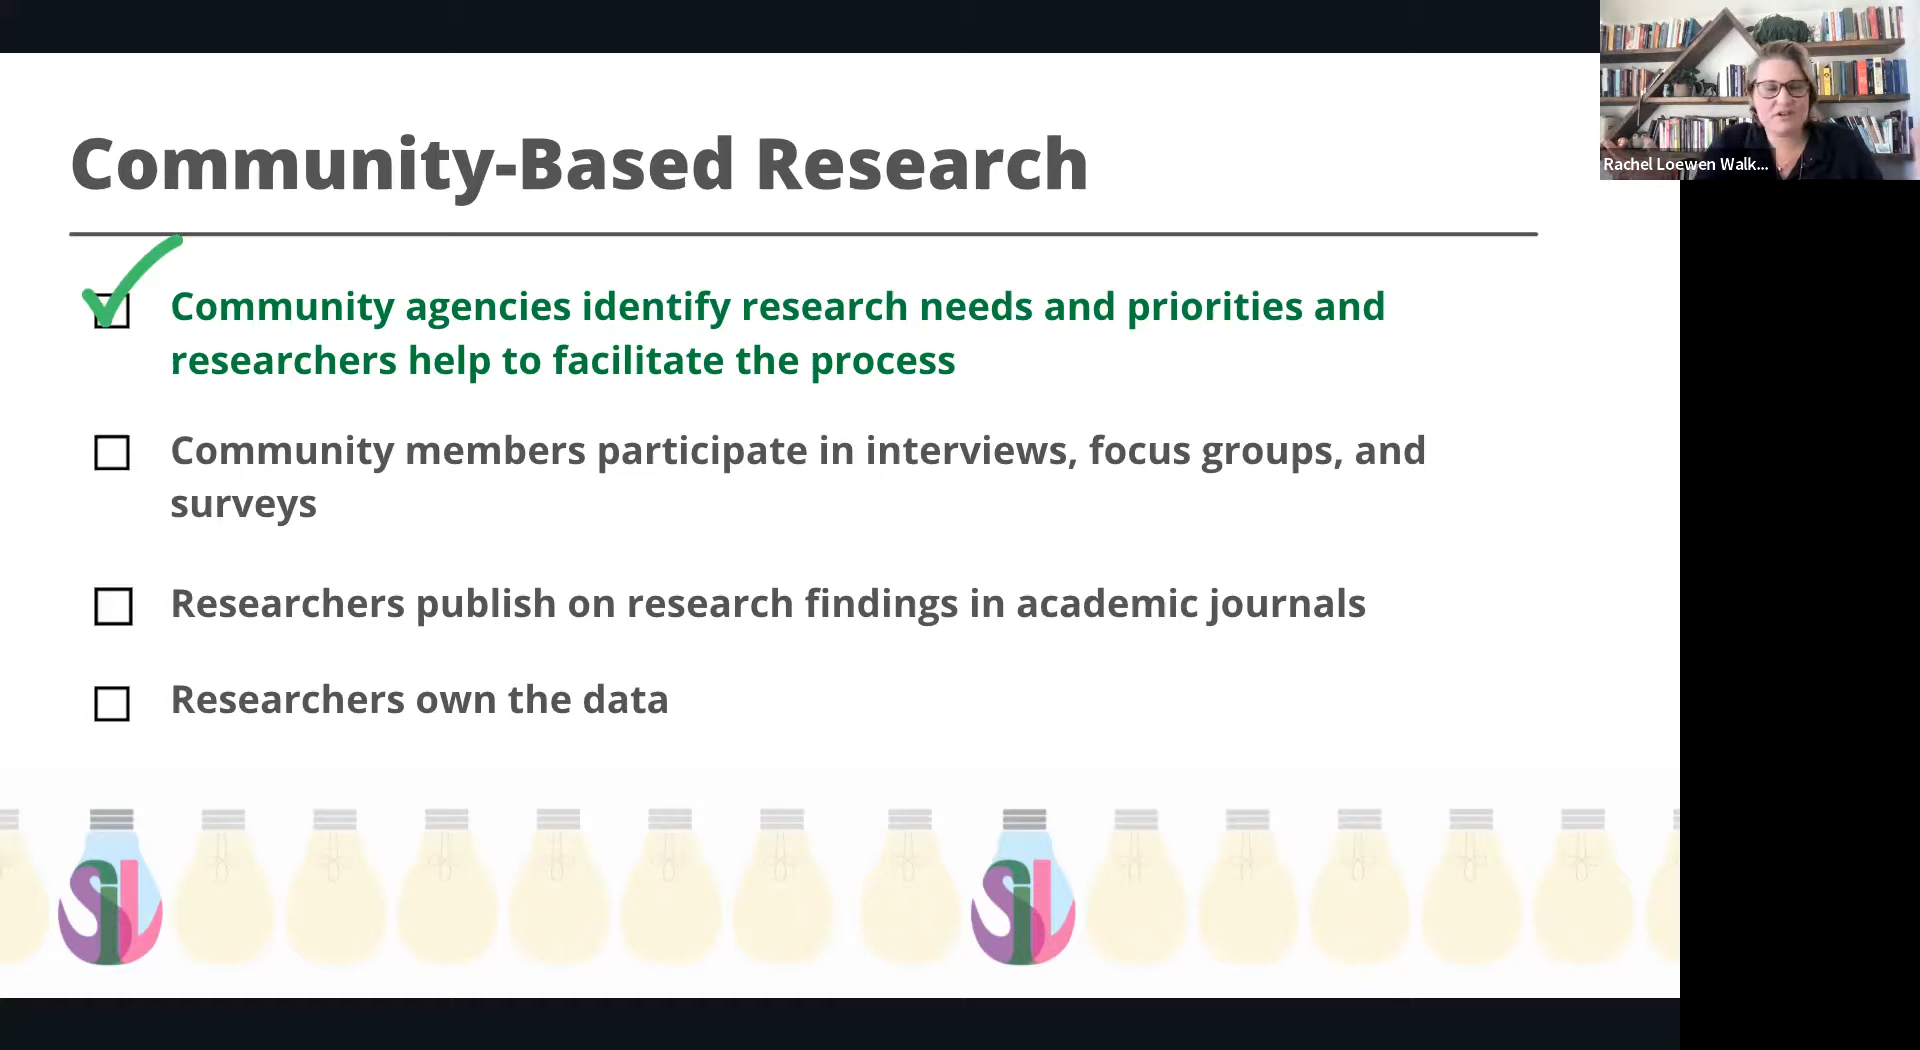 Community-Based Research
Rachel Loewen Walk...
Community agencies identify research needs and priorities and
researchers help to facilitate the process
Community members participate in interviews, focus groups, and
surveys
Researchers publish on research findings in academic journals
Researchers own the data
SiL
SiL